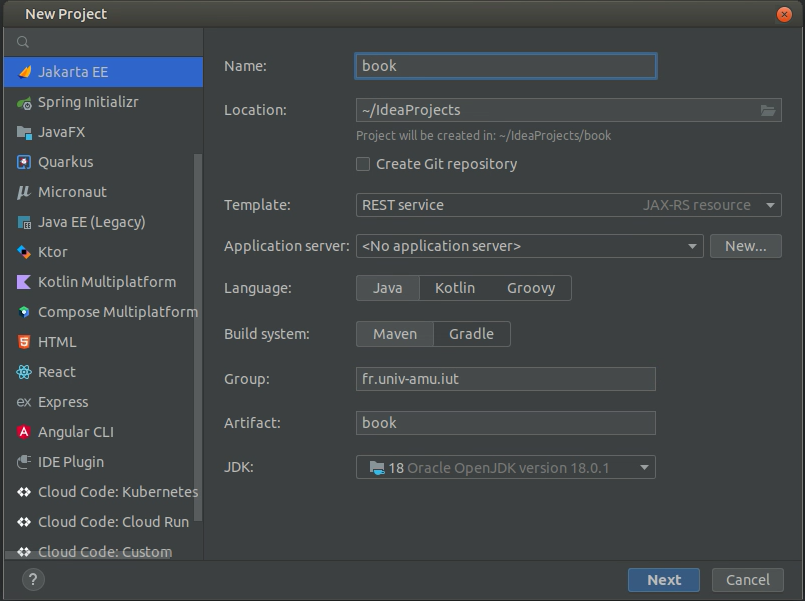 New Project
Jakarta EE
Spring Initializr
JavaFX
Quarkus
Micronaut
Java EE (Legacy)
Ktor
Kotlin Multiplatform
Compose Multiplatform
HTML
React
ex Express
Angular CLI
IDE Plugin
Cloud Code: Kubernetes
Cloud Code: Cloud Run
Cloud Code: Custom
Name: book
Location: ~/IdeaProjects
Project will be created in: ~/IdeaProjects/book
Create Git repository
Template: REST service JAX-RS resource
Application server: <No application server> New...
Language: Java Kotlin Groovy
Build system: Maven Gradle
Group: fr.univ-amu.iut
Artifact: book
JDK: 18 Oracle OpenJDK version 18.0.1
? Next Cancel